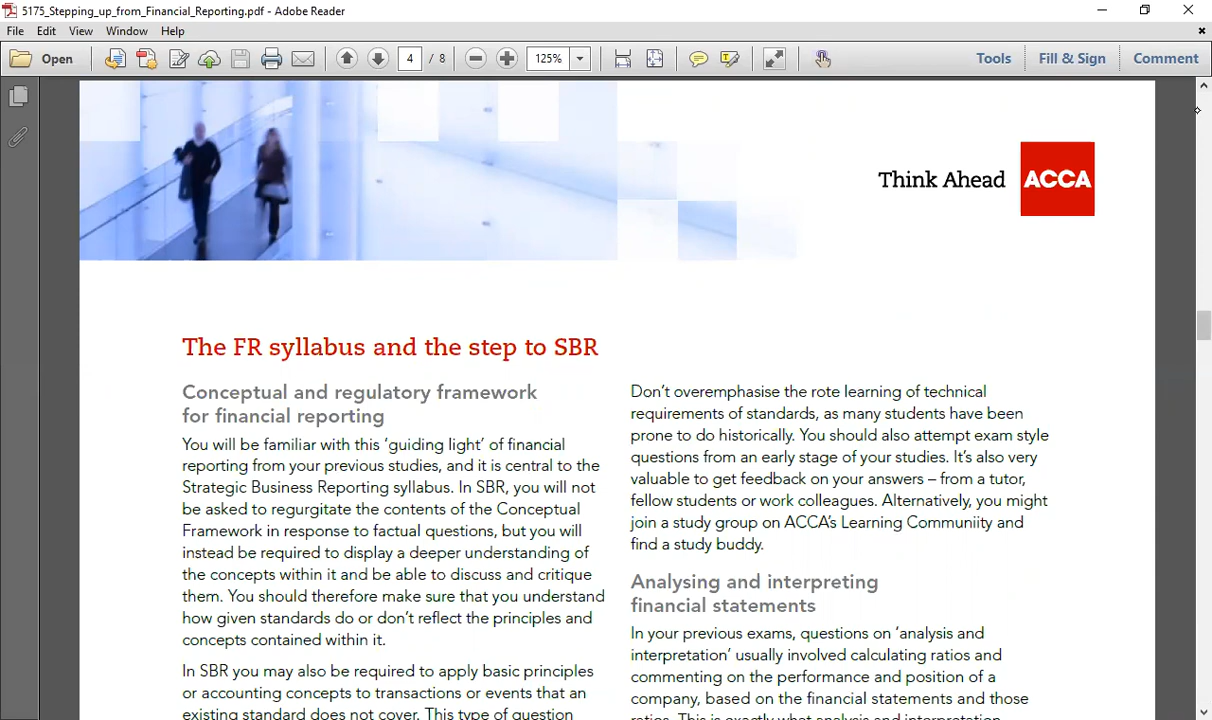 5175_Stepping_up_from_Financial_Reporting.pdf - Adobe Reader
File Edit View Window Help
Open 4 / 8 125% Tools Fill & Sign Comment
Think Ahead ACCA
The FR syllabus and the step to SBR
Conceptual and regulatory framework
for financial reporting
You will be familiar with this ‘guiding light’ of financial
reporting from your previous studies, and it is central to the
Strategic Business Reporting syllabus. In SBR, you will not
be asked to regurgitate the contents of the Conceptual
Framework in response to factual questions, but you will
instead be required to display a deeper understanding of
the concepts within it and be able to discuss and critique
them. You should therefore make sure that you understand
how given standards do or don’t reflect the principles and
concepts contained within it.
In SBR you may also be required to apply basic principles
or accounting concepts to transactions or events that an
existing standard does not cover. This type of question
Don’t overemphasise the rote learning of technical
requirements of standards, as many students have been
prone to do historically. You should also attempt exam style
questions from an early stage of your studies. It’s also very
valuable to get feedback on your answers – from a tutor,
fellow students or work colleagues. Alternatively, you might
join a study group on ACCA’s Learning Communiity and
find a study buddy.
Analysing and interpreting
financial statements
In your previous exams, questions on ‘analysis and
interpretation’ usually involved calculating ratios and
commenting on the performance and position of a
company, based on the financial statements and those
ratios. This is exactly what analysis and interpretation